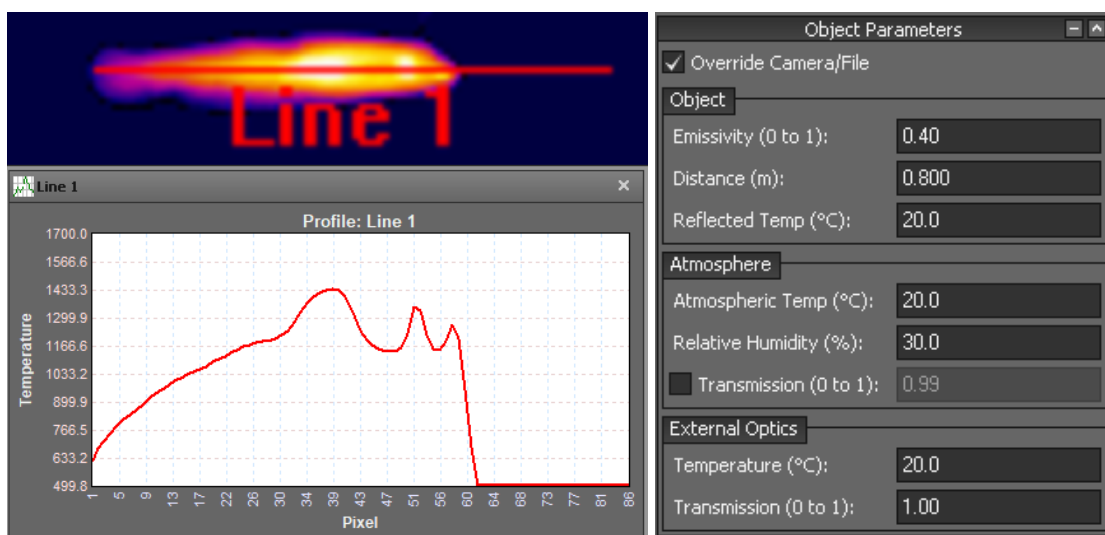 Line 1
Line 1
Profile: Line 1
Temperature
1700.0
1566.6
1433.3
1299.9
1166.6
1033.2
899.9
766.5
633.2
499.8
1 5 9 13 17 22 26 30 34 39 43 47 51 56 60 64 68 73 77 81 86
Pixel
Object Parameters
Override Camera/File
Object
Emissivity (0 to 1): 0.40
Distance (m): 0.800
Reflected Temp (°C): 20.0
Atmosphere
Atmospheric Temp (°C): 20.0
Relative Humidity (%): 30.0
Transmission (0 to 1): 0.99
External Optics
Temperature (°C): 20.0
Transmission (0 to 1): 1.00